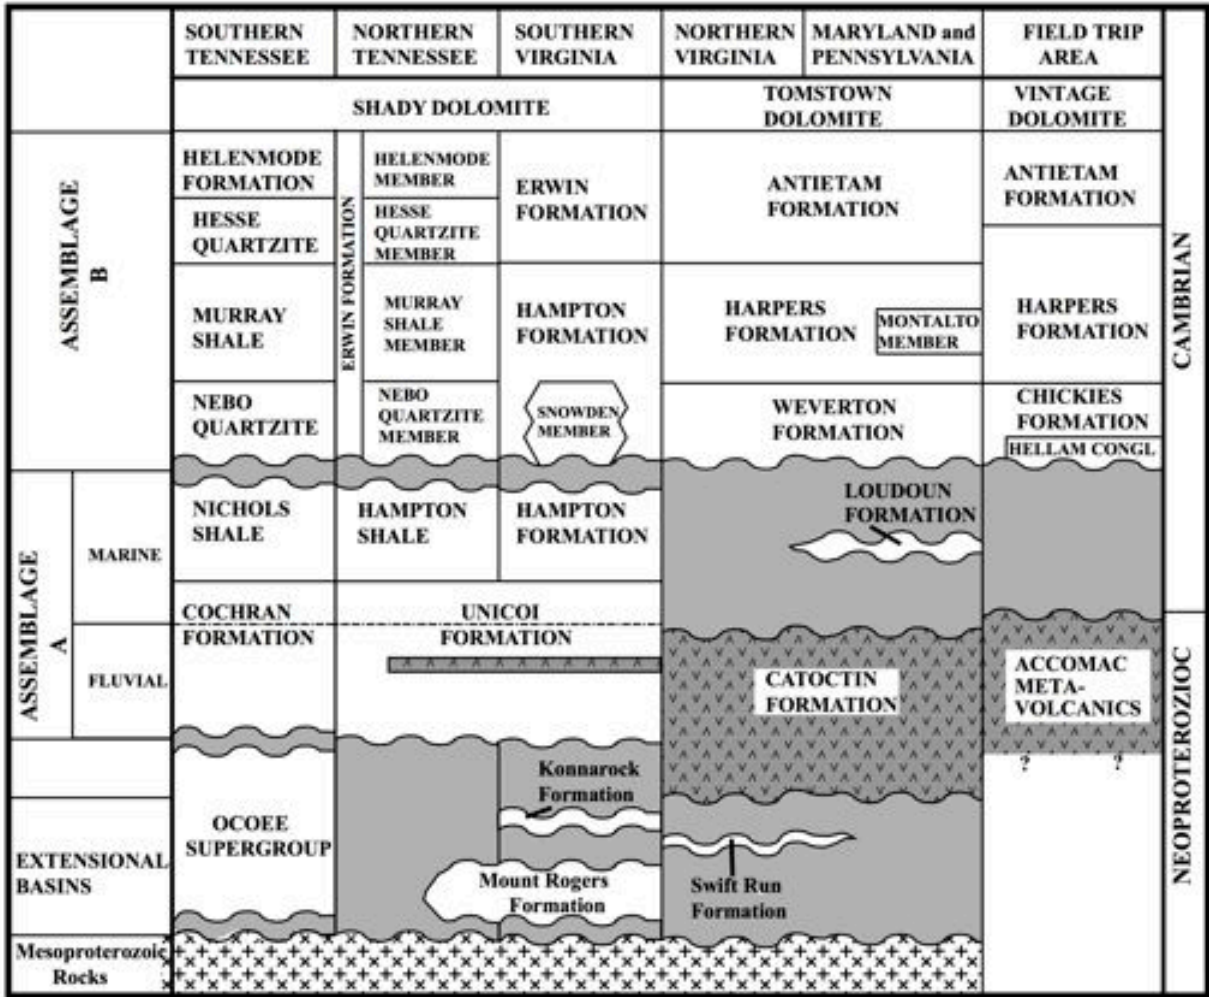 SOUTHERN
TENNESSEE
NORTHERN
TENNESSEE
SOUTHERN
VIRGINIA
NORTHERN
VIRGINIA
MARYLAND and
PENNSYLVANIA
FIELD TRIP
AREA
SHADY DOLOMITE
TOMSTOWN
DOLOMITE
VINTAGE
DOLOMITE
ASSEMBLAGE
B
HELENMODE
FORMATION
HESSE
QUARTZITE
MURRAY
SHALE
NEBO
QUARTZITE
ERWIN FORMATION
HELENMODE
MEMBER
HESSE
QUARTZITE
MEMBER
MURRAY
SHALE
MEMBER
NEBO
QUARTZITE
MEMBER
ERWIN
FORMATION
HAMPTON
FORMATION
SNOWDEN
MEMBER
ANTIETAM
FORMATION
HARPERS
FORMATION
MONTALTO
MEMBER
WEVERTON
FORMATION
ANTIETAM
FORMATION
HARPERS
FORMATION
CHICKIES
FORMATION
HELLAM CONGL
CAMBRIAN
ASSEMBLAGE
A
MARINE
FLUVIAL
NICHOLS
SHALE
HAMPTON
SHALE
HAMPTON
FORMATION
LOUDOUN
FORMATION
COCHRAN
FORMATION
UNICOI
FORMATION
CATOCTIN
FORMATION
ACCOMAC
META-
VOLCANICS
? ?
NEOPROTEROZIOC
EXTENSIONAL
BASINS
OCOEE
SUPERGROUP
Konnarock
Formation
Mount Rogers
Formation
Swift Run
Formation
Mesoproterozoic
Rocks